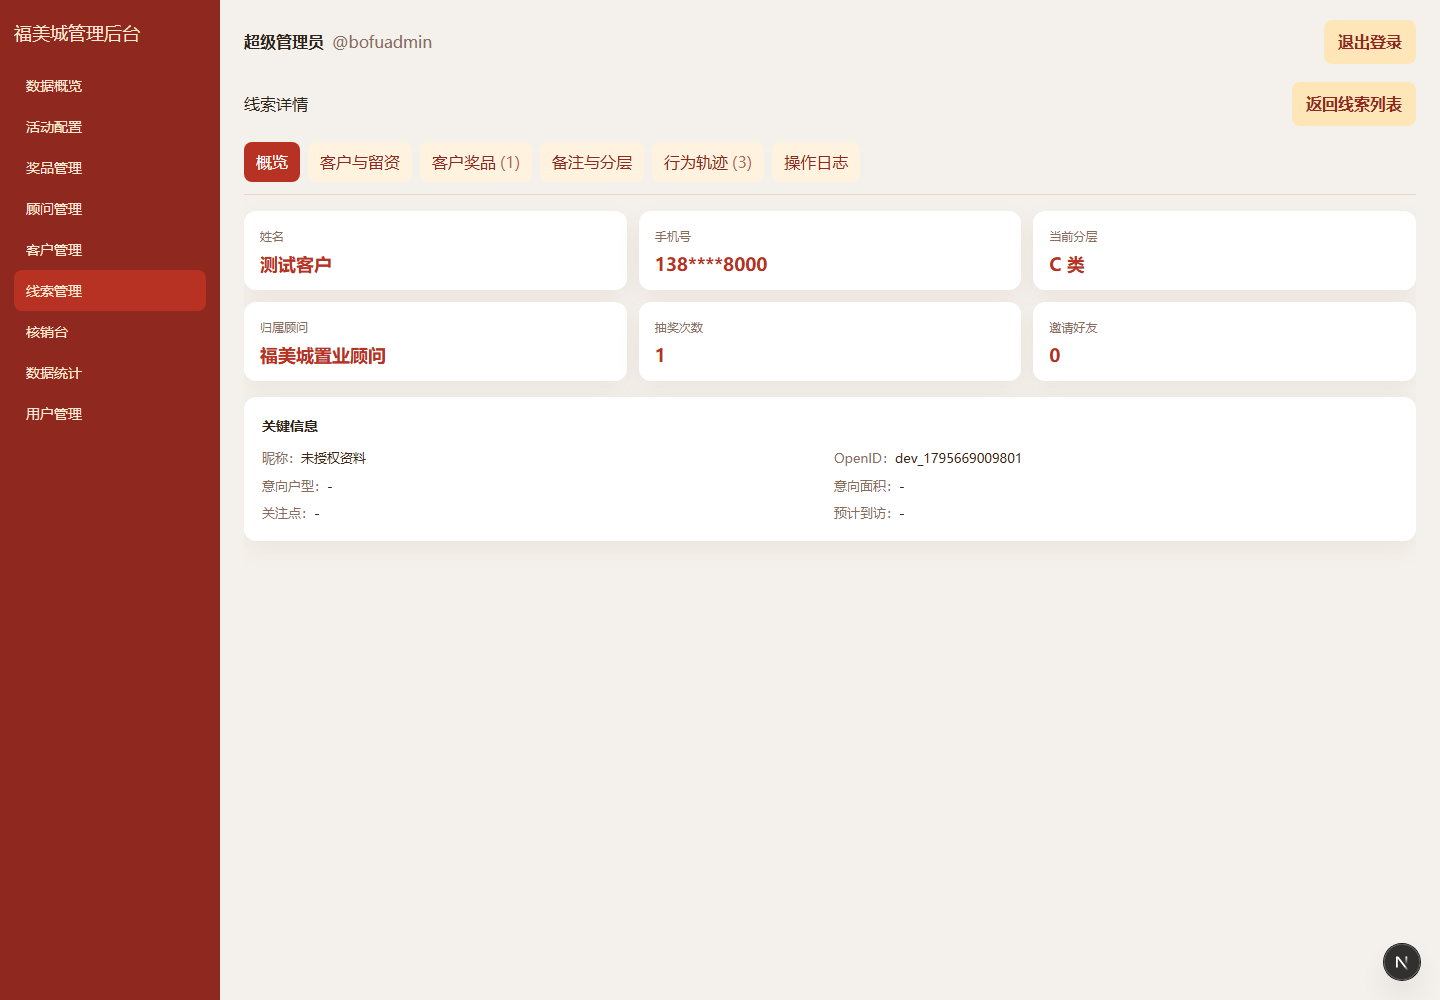 福美城管理后台
数据概览
活动配置
奖品管理
顾问管理
客户管理
线索管理
核销台
数据统计
用户管理
超级管理员 @bofuadmin
退出登录
线索详情
返回线索列表
概览 客户与留资 客户奖品 (1) 备注与分层 行为轨迹 (3) 操作日志
姓名
测试客户
手机号
138****8000
当前分层
C 类
归属顾问
福美城置业顾问
抽奖次数
1
邀请好友
0
关键信息
昵称：未授权资料
OpenID：dev_1795669009801
意向户型：-
意向面积：-
关注点：-
预计到访：-
N